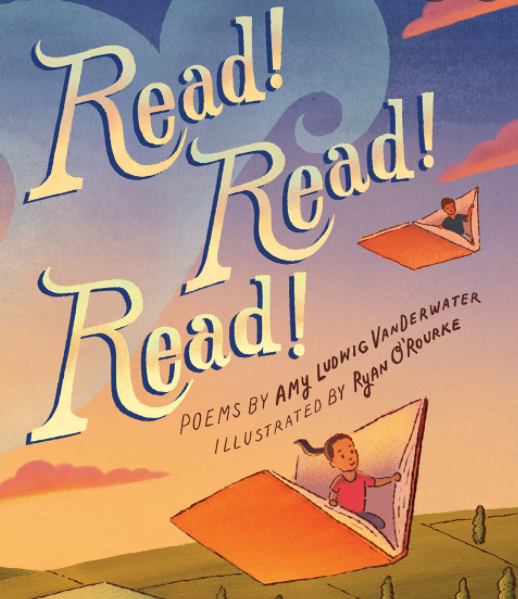 Read!
Read!
Read!
POEMS BY AMY LUDWIG VANDERWATER
ILLUSTRATED BY RYAN O'ROURKE